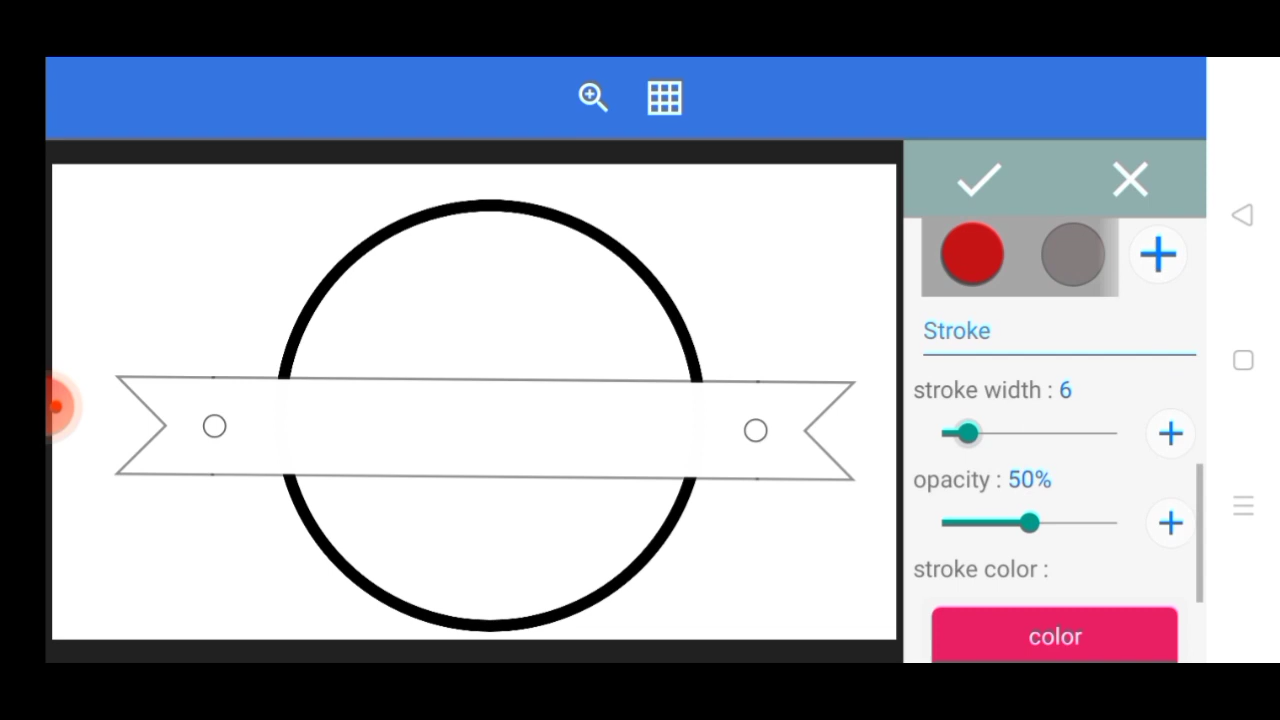 Stroke
stroke width : 6
opacity : 50%
stroke color :
color